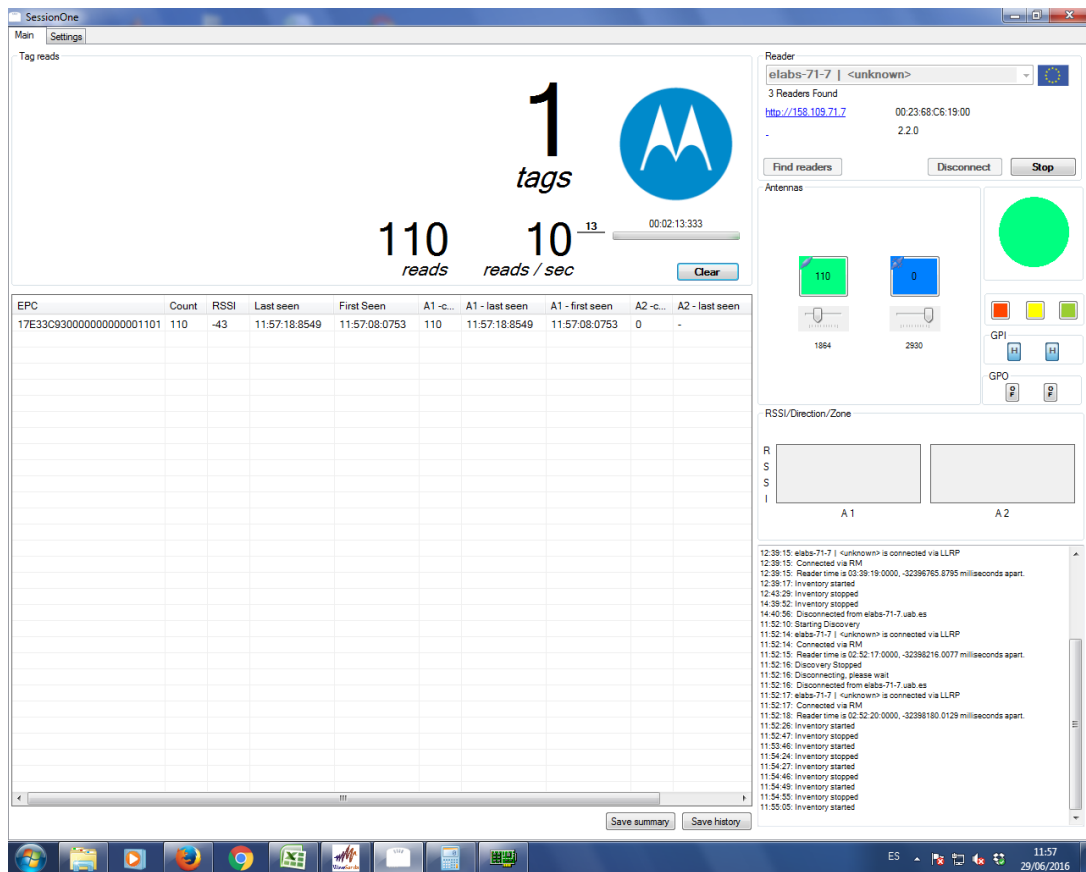 SessionOne
Main Settings
Tag reads
1
tags
110
reads
10
reads / sec
13
00:02:13:333
Clear
EPC Count RSSI Last seen First Seen A1 -c... A1 - last seen A1 - first seen A2 -c... A2 - last seen
17E33C930000000000001101 110 -43 11:57:18:8549 11:57:08:0753 110 11:57:18:8549 11:57:08:0753 0 -
Save summary Save history
Reader
elabs-71-7 | <unknown>
3 Readers Found
http://158.109.71.7 00:23:68:C6:19:00
- 2.2.0
Find readers Disconnect Stop
Antennas
110 0
1864 2930
GPI
H H
GPO
OF OF
RSSI/Direction/Zone
R
S
S
I
A 1 A 2
12:39:15: elabs-71-7 | <unknown> is connected via LLRP
12:39:15: Connected via RM
12:39:15: Reader time is 03:39:19:0000, -32396765.8795 milliseconds apart.
12:39:17: Inventory started
12:43:29: Inventory stopped
14:39:52: Inventory stopped
14:40:56: Disconnected from elabs-71-7.uab.es
11:52:10: Starting Discovery
11:52:14: elabs-71-7 | <unknown> is connected via LLRP
11:52:14: Connected via RM
11:52:15: Reader time is 02:52:17:0000, -32398216.0077 milliseconds apart.
11:52:16: Discovery Stopped
11:52:16: Disconnecting, please wait
11:52:16: Disconnected from elabs-71-7.uab.es
11:52:17: elabs-71-7 | <unknown> is connected via LLRP
11:52:17: Connected via RM
11:52:18: Reader time is 02:52:20:0000, -32398180.0129 milliseconds apart.
11:52:26: Inventory started
11:52:47: Inventory stopped
11:53:46: Inventory started
11:54:24: Inventory stopped
11:54:27: Inventory started
11:54:46: Inventory stopped
11:54:49: Inventory started
11:54:55: Inventory stopped
11:55:05: Inventory started
ES
11:57
29/06/2016